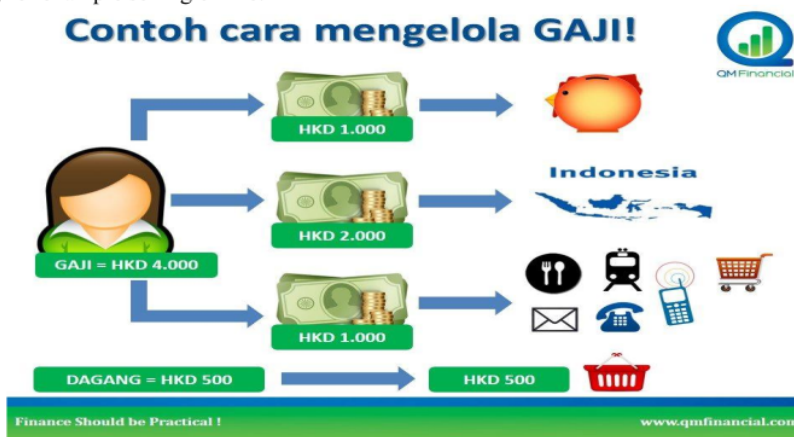 Contoh cara mengelola GAJI!
QM Financial
HKD 1.000
Indonesia
HKD 2.000
GAJI = HKD 4.000
HKD 1.000
DAGANG = HKD 500
HKD 500
Finance Should be Practical !
www.qmfinancial.com